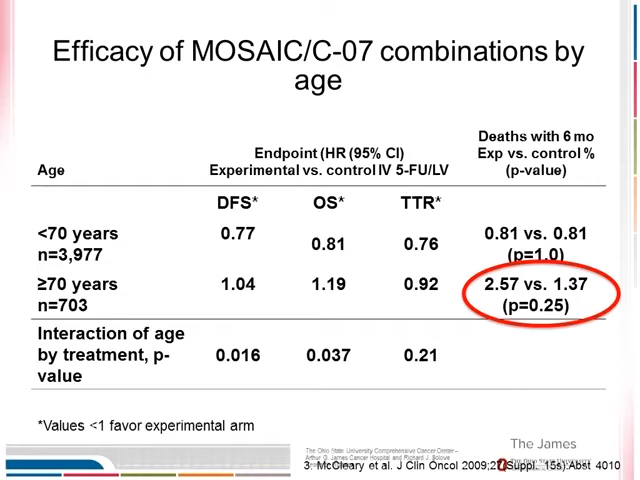 Efficacy of MOSAIC/C-07 combinations by
age
Age
Endpoint (HR (95% CI)
Experimental vs. control IV 5-FU/LV
Deaths with 6 mo
Exp vs. control %
(p-value)
DFS* OS* TTR*
<70 years
n=3,977
0.77 0.81 0.76
0.81 vs. 0.81
(p=1.0)
≥70 years
n=703
1.04 1.19 0.92
2.57 vs. 1.37
(p=0.25)
Interaction of age
by treatment, p-
value
0.016 0.037 0.21
*Values <1 favor experimental arm
The Ohio State University Comprehensive Cancer Center –
Arthur G. James Cancer Hospital and Richard J. Solove
The James
THE OHIO STATE UNIVERSITY
3. McCleary et al. J Clin Oncol 2009;27(Suppl. 15s):Abst 4010